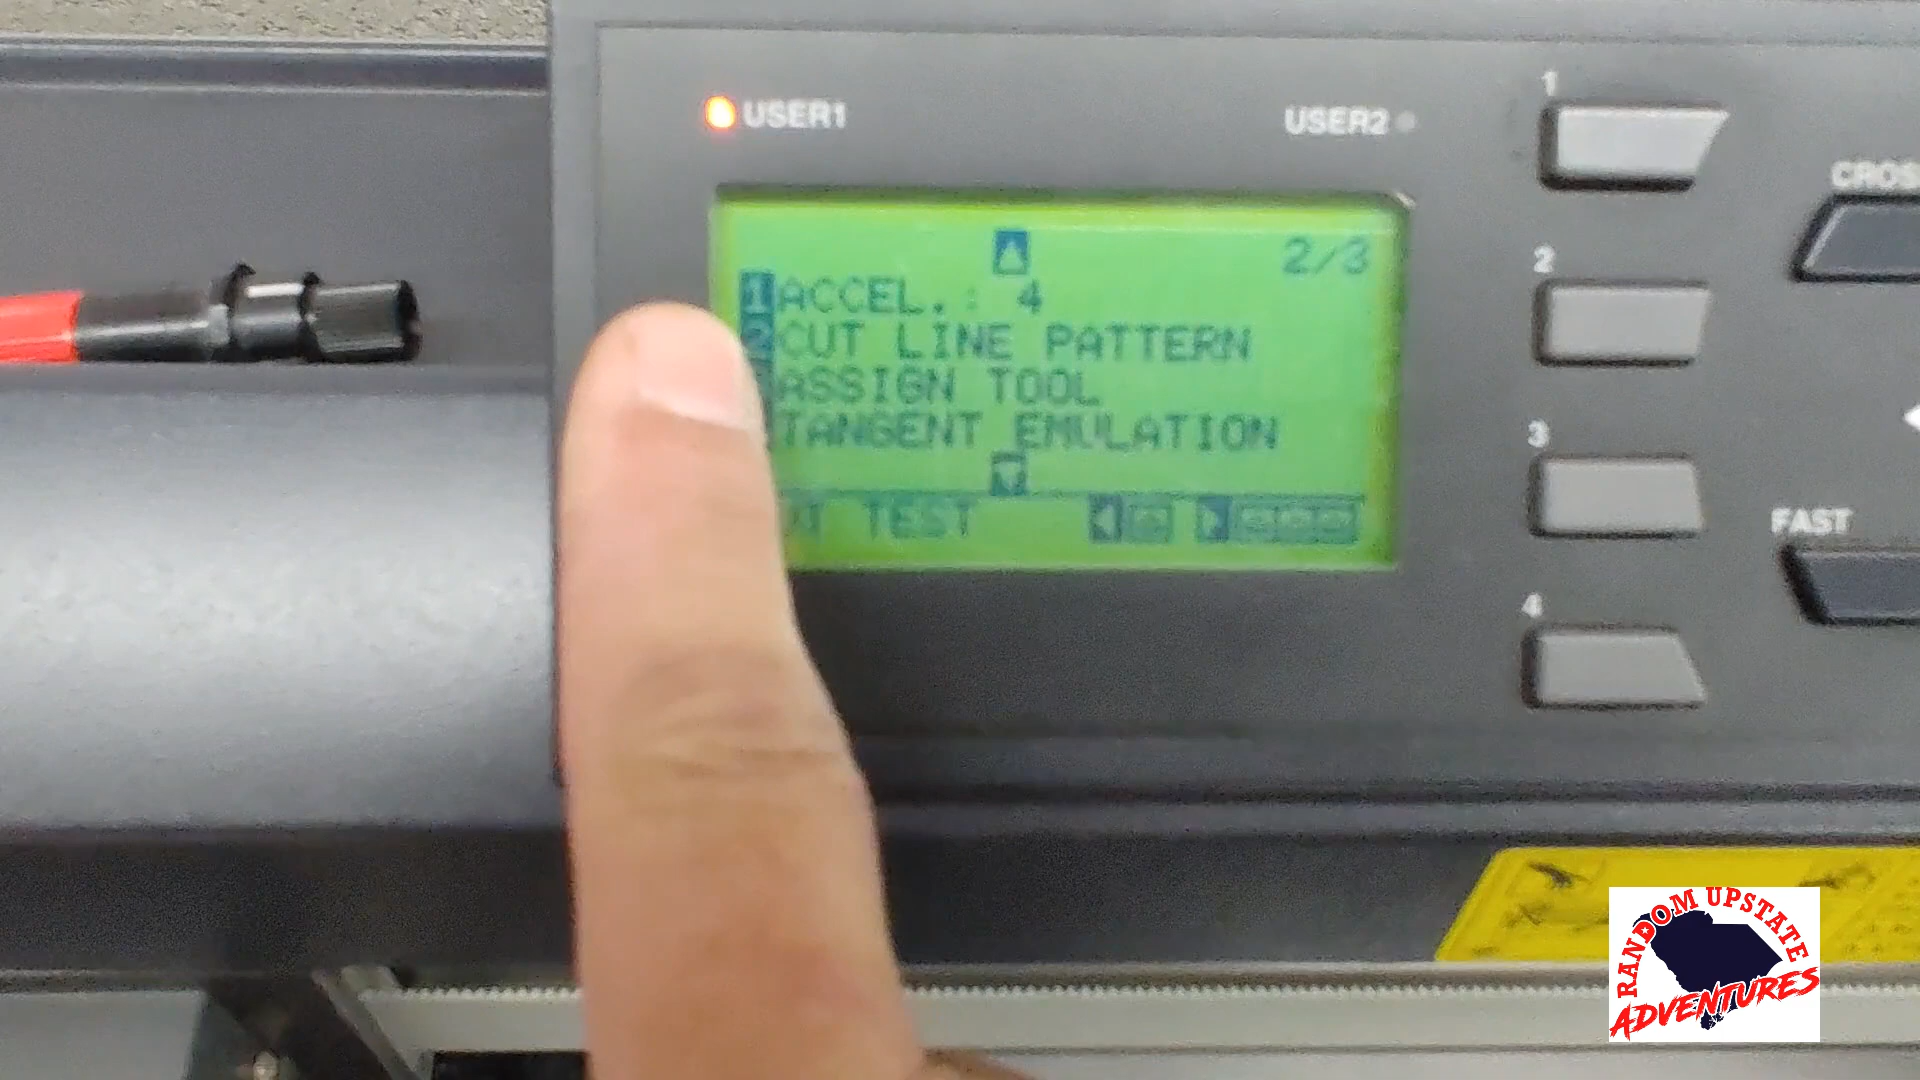 USER1
USER2
2/3
1 ACCEL. : 4
2 CUT LINE PATTERN
ASSIGN TOOL
TANGENT EMULATION
TEST
1
2
3
4
CROS
FAST
RANDOM UPSTATE
ADVENTURES